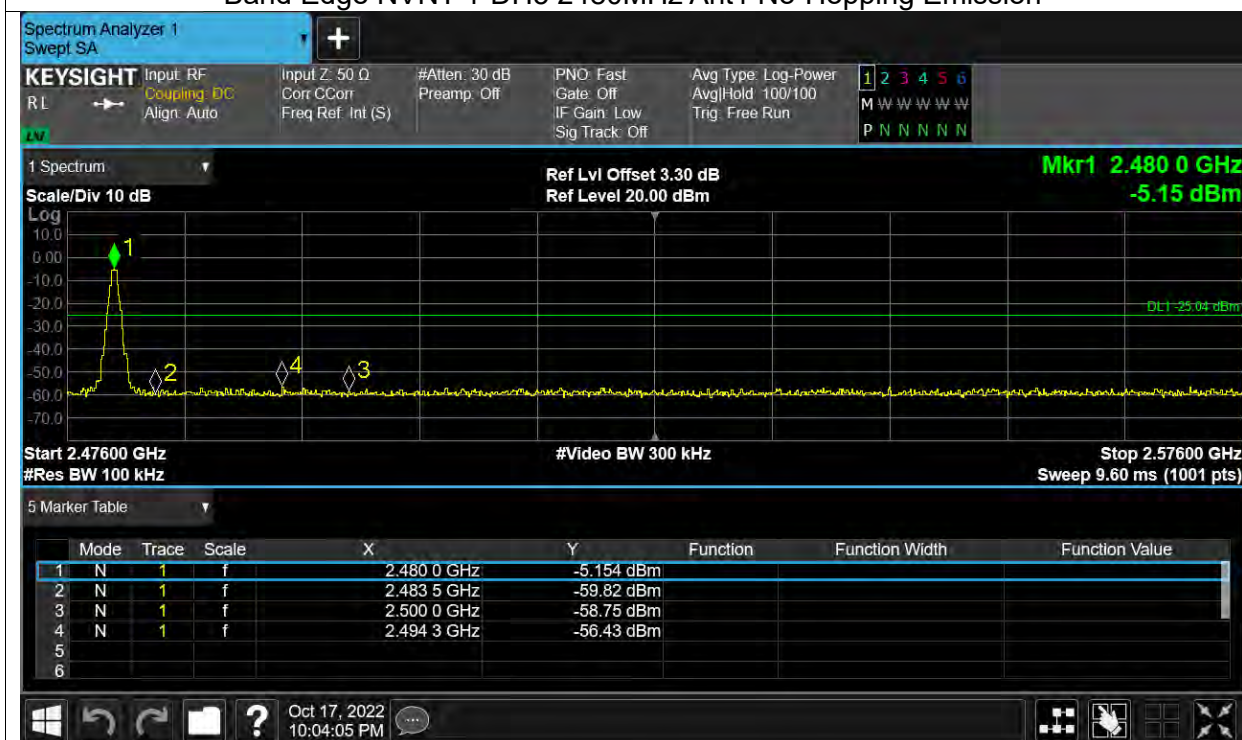 Band Edge NVNT 1-DH5 2480MHz Ant1 No-Hopping Emission
Spectrum Analyzer 1
Swept SA
+
KEYSIGHT Input: RF Input Z: 50 Ω #Atten: 30 dB PNO: Fast Avg Type: Log-Power 1 2 3 4 5 6
RL Coupling: DC Corr CCorr Preamp: Off Gate: Off Avg|Hold: 100/100 M W W W W W
Align: Auto Freq Ref: Int (S) IF Gain: Low Trig: Free Run
Sig Track: Off P N N N N N
1 Spectrum
Ref Lvl Offset 3.30 dB Mkr1 2.480 0 GHz
Scale/Div 10 dB Ref Level 20.00 dBm -5.15 dBm
Log
10.0
1
0.00
-10.0
-20.0
DL1 -25.04 dBm
-30.0
-40.0
-50.0
2 4 3
-60.0
-70.0
Start 2.47600 GHz #Video BW 300 kHz Stop 2.57600 GHz
#Res BW 100 kHz Sweep 9.60 ms (1001 pts)
5 Marker Table
Mode Trace Scale X Y Function Function Width Function Value
1 N 1 f 2.480 0 GHz -5.154 dBm
2 N 1 f 2.483 5 GHz -59.82 dBm
3 N 1 f 2.500 0 GHz -58.75 dBm
4 N 1 f 2.494 3 GHz -56.43 dBm
5
6
? Oct 17, 2022
10:04:05 PM